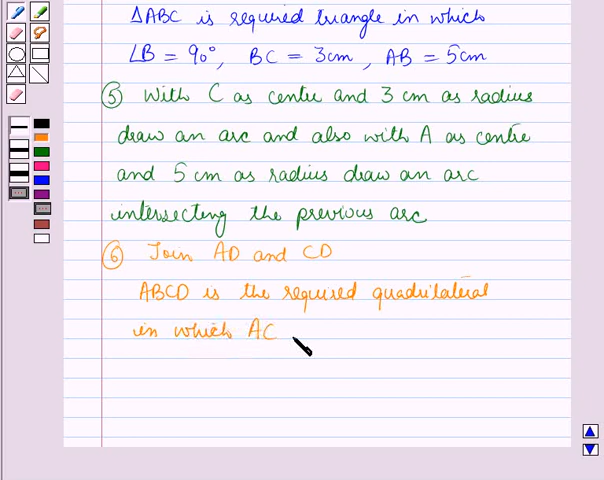 △ABC is required triangle in which
∠B = 90°, BC = 3cm, AB = 5cm
⑤ With C as centre and 3 cm as radius
draw an arc and also with A as centre
and 5 cm as radius draw an arc
intersecting the previous arc
⑥ Join AD and CD
ABCD is the required quadrilateral
in which AC